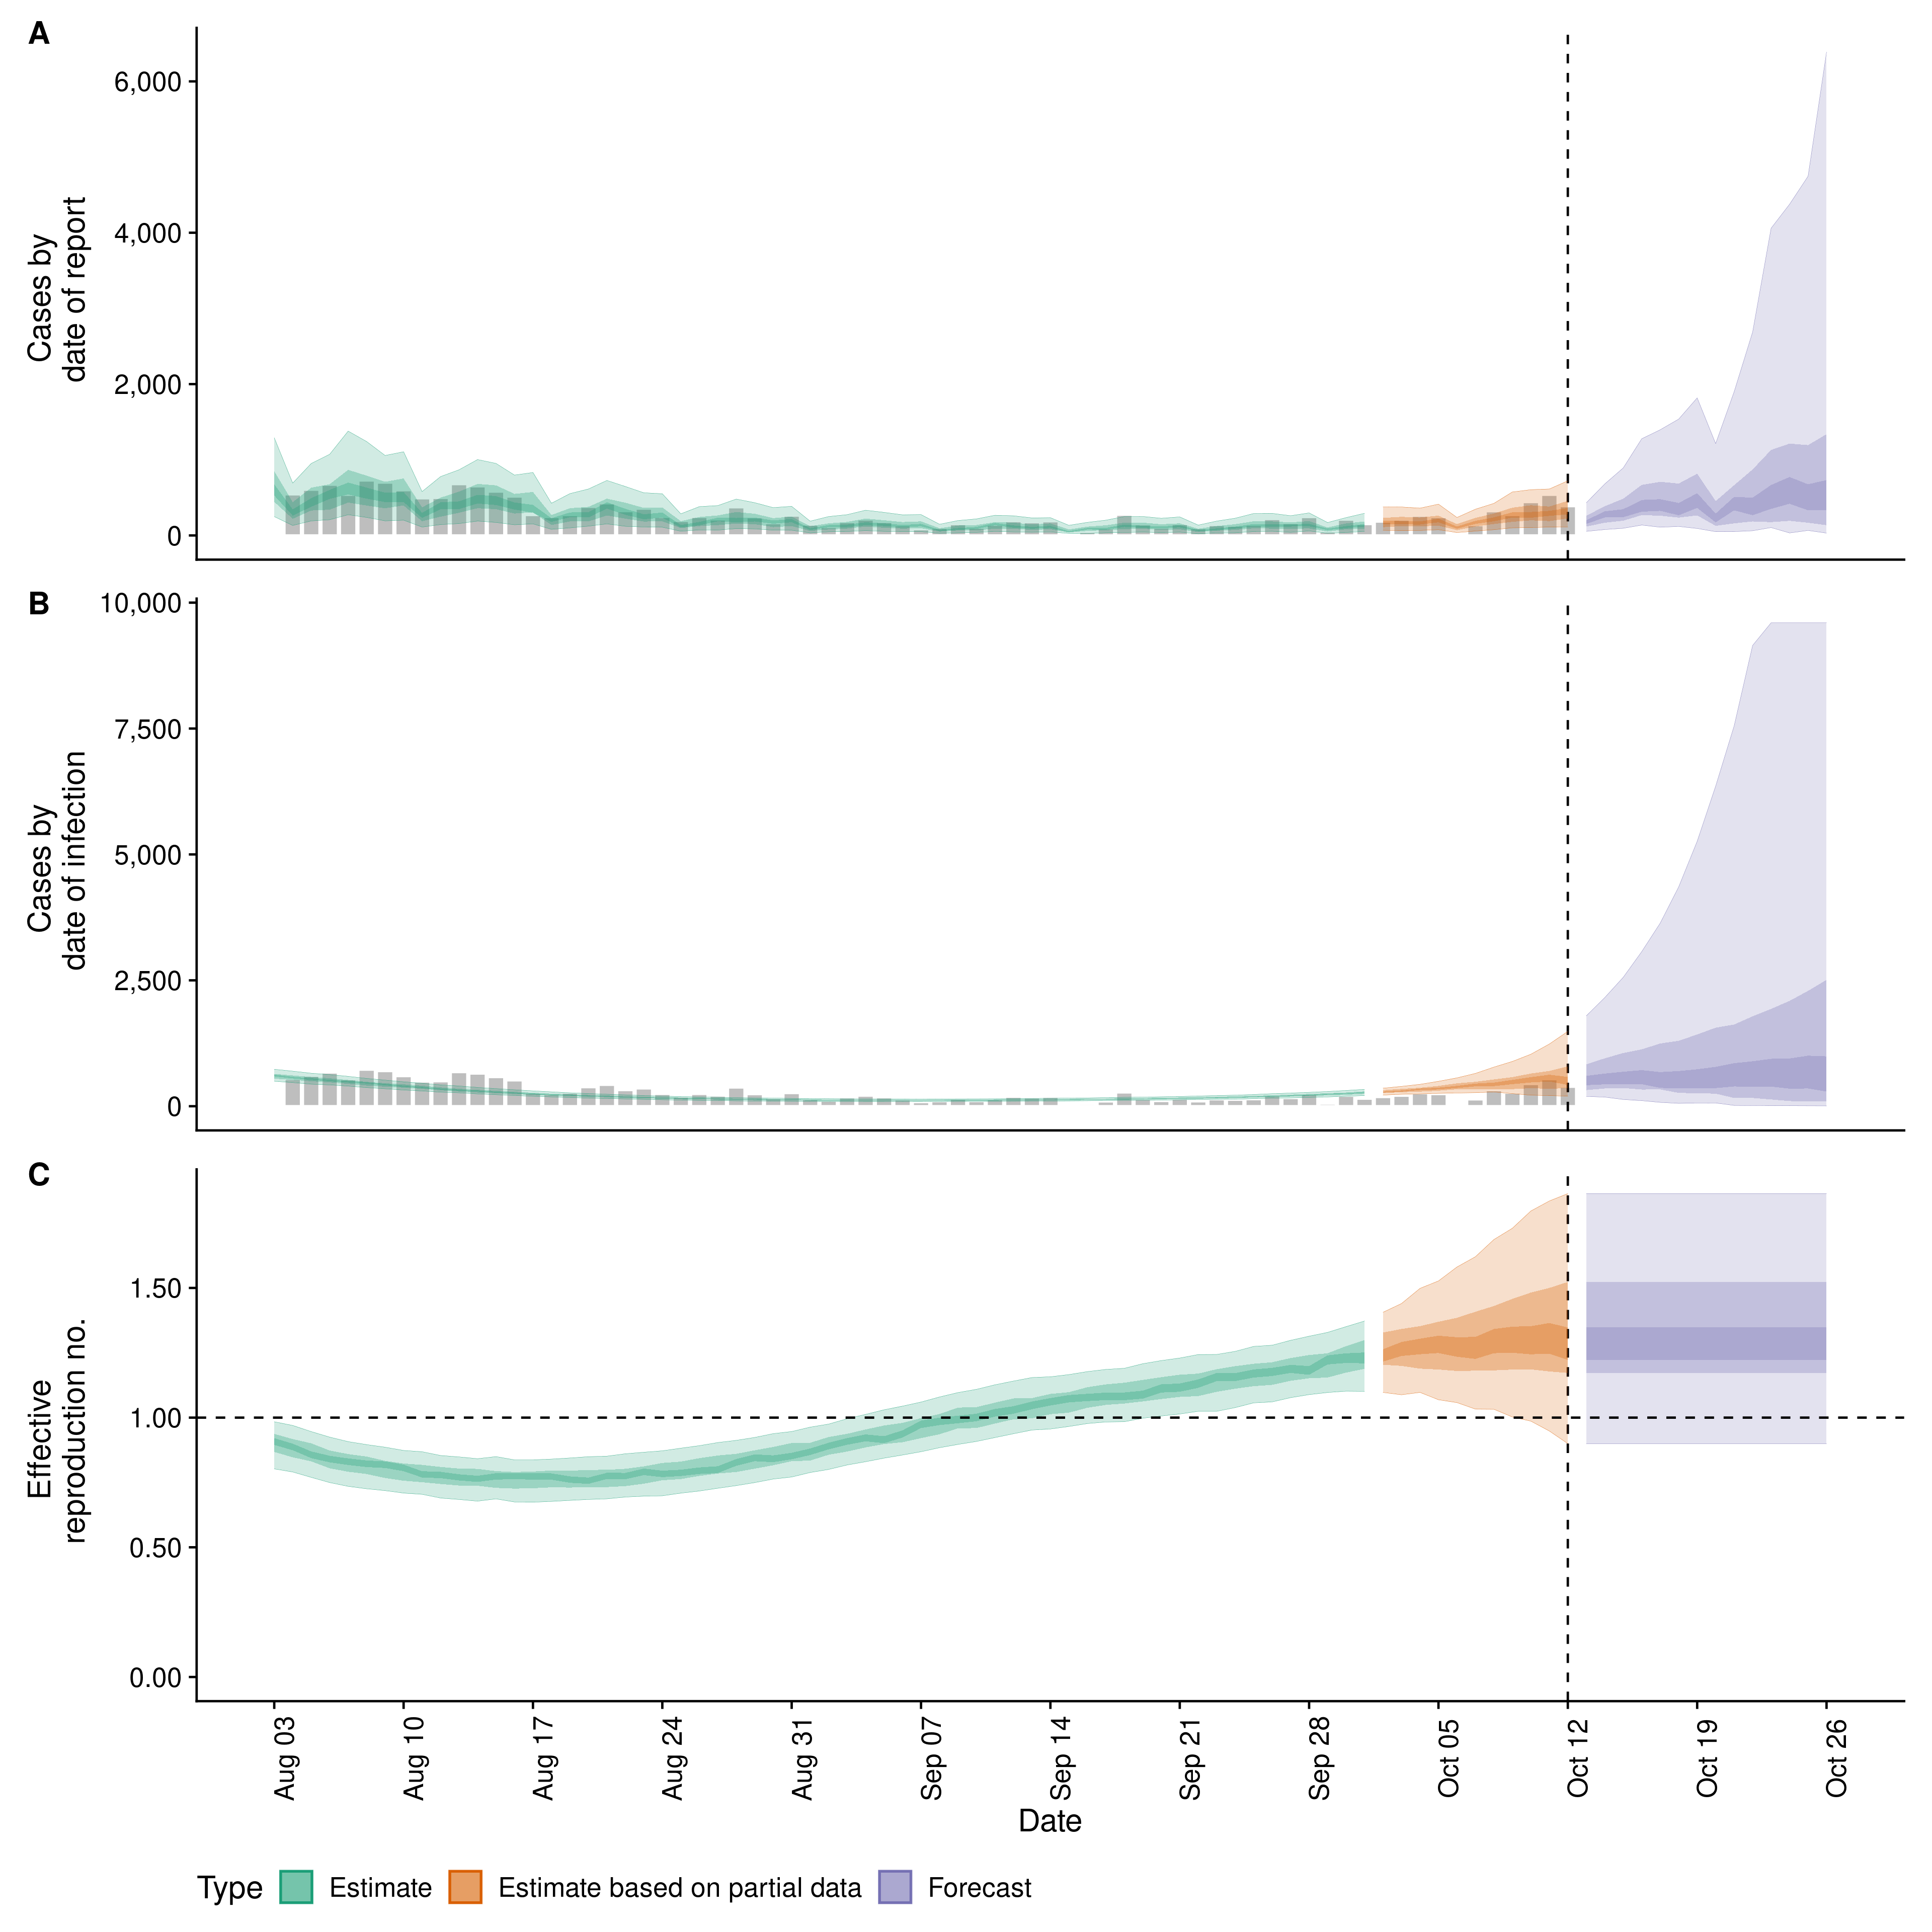 A
6,000
4,000
2,000
0
Cases by
date of report
B
10,000
7,500
5,000
2,500
0
Cases by
date of infection
C
1.50
1.00
0.50
0.00
Effective
reproduction no.
Aug 03
Aug 10
Aug 17
Aug 24
Aug 31
Sep 07
Sep 14
Sep 21
Sep 28
Oct 05
Oct 12
Oct 19
Oct 26
Date
Type Estimate Estimate based on partial data Forecast